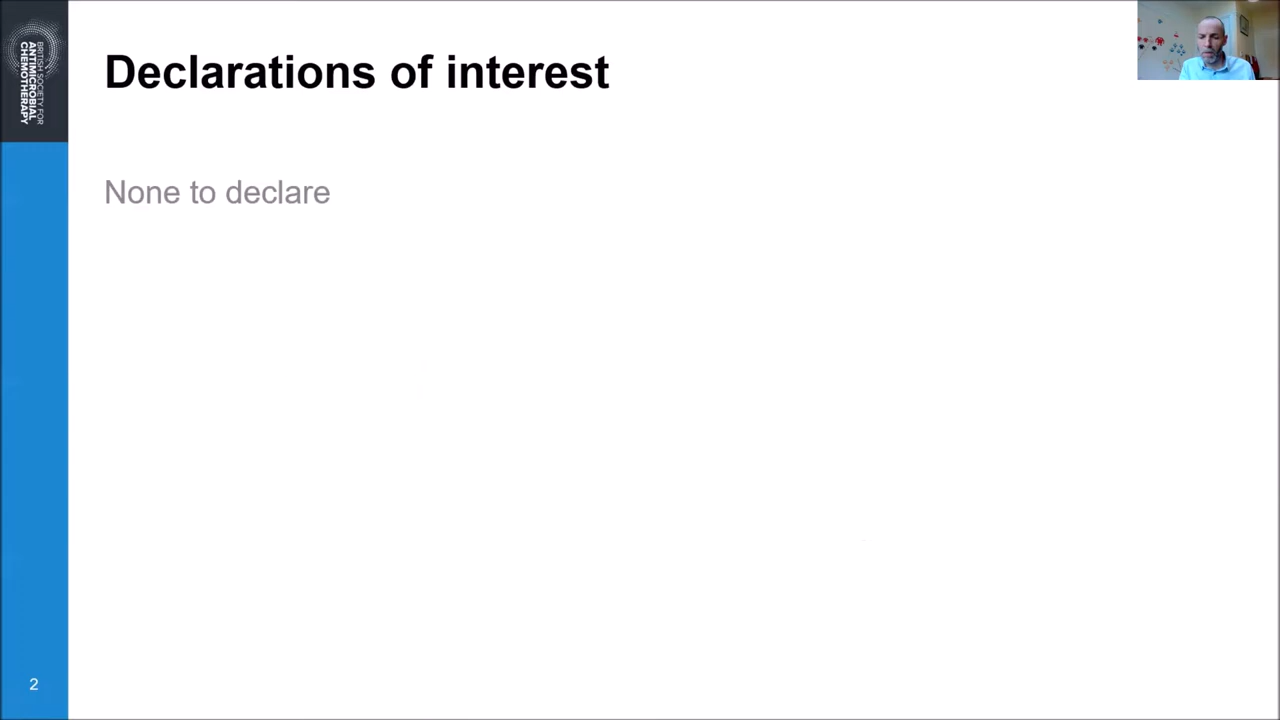 BRITISH SOCIETY FOR
ANTIMICROBIAL
CHEMOTHERAPY
Declarations of interest
None to declare
2